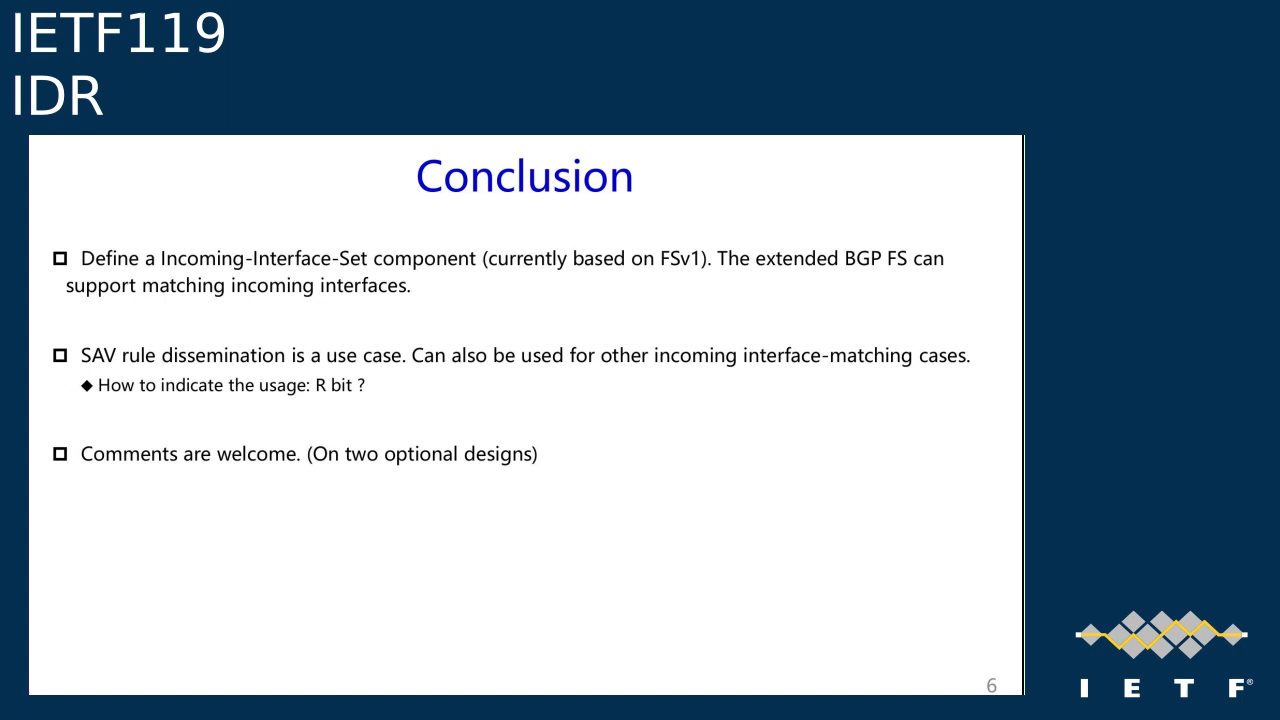 IETF119
IDR
Conclusion
Define a Incoming-Interface-Set component (currently based on FSv1). The extended BGP FS can
support matching incoming interfaces.
SAV rule dissemination is a use case. Can also be used for other incoming interface-matching cases.
How to indicate the usage: R bit ?
Comments are welcome. (On two optional designs)
6
I E T F®